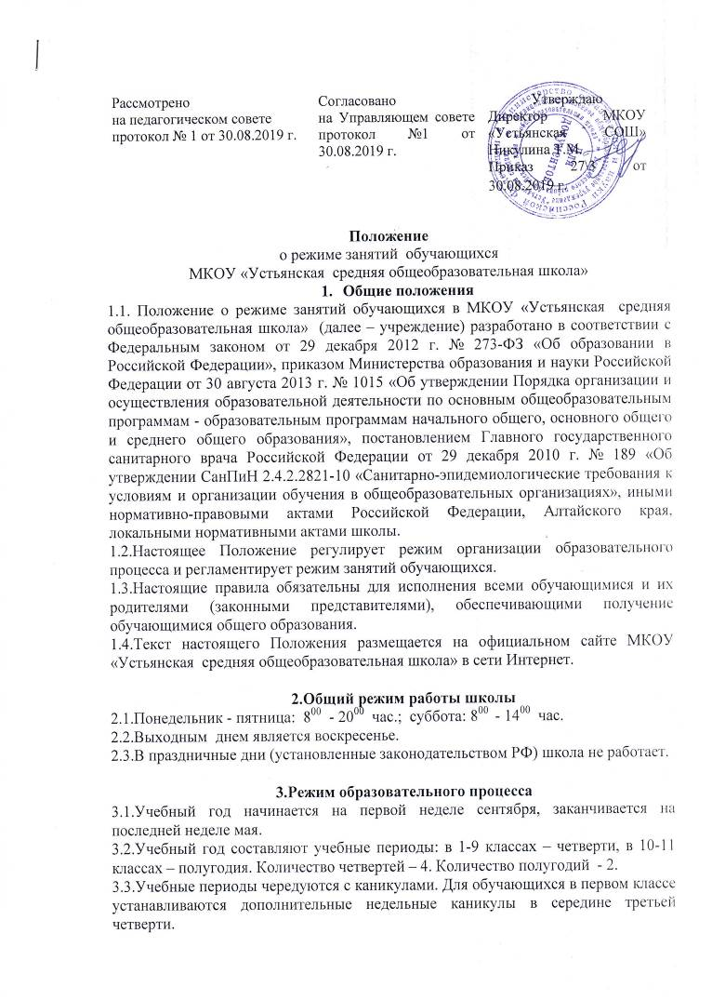 Рассмотрено
на педагогическом совете
протокол № 1 от 30.08.2019 г.
Согласовано
на Управляющем совете
протокол №1 от
30.08.2019 г.
Утверждаю
Директор МКОУ
«Устьянская СОШ»
Никулина Т.М.
Приказ 27\3 от
30.08.2019 г.
Положение
о режиме занятий обучающихся
МКОУ «Устьянская средняя общеобразовательная школа»
1. Общие положения
1.1. Положение о режиме занятий обучающихся в МКОУ «Устьянская средняя
общеобразовательная школа» (далее – учреждение) разработано в соответствии с
Федеральным законом от 29 декабря 2012 г. № 273-ФЗ «Об образовании в
Российской Федерации», приказом Министерства образования и науки Российской
Федерации от 30 августа 2013 г. № 1015 «Об утверждении Порядка организации и
осуществления образовательной деятельности по основным общеобразовательным
программам - образовательным программам начального общего, основного общего
и среднего общего образования», постановлением Главного государственного
санитарного врача Российской Федерации от 29 декабря 2010 г. № 189 «Об
утверждении СанПиН 2.4.2.2821-10 «Санитарно-эпидемиологические требования к
условиям и организации обучения в общеобразовательных организациях», иными
нормативно-правовыми актами Российской Федерации, Алтайского края,
локальными нормативными актами школы.
1.2.Настоящее Положение регулирует режим организации образовательного
процесса и регламентирует режим занятий обучающихся.
1.3.Настоящие правила обязательны для исполнения всеми обучающимися и их
родителями (законными представителями), обеспечивающими получение
обучающимися общего образования.
1.4.Текст настоящего Положения размещается на официальном сайте МКОУ
«Устьянская средняя общеобразовательная школа» в сети Интернет.
2.Общий режим работы школы
2.1.Понедельник - пятница: 8⁰⁰ - 20⁰⁰ час.; суббота: 8⁰⁰ - 14⁰⁰ час.
2.2.Выходным днем является воскресенье.
2.3.В праздничные дни (установленные законодательством РФ) школа не работает.
3.Режим образовательного процесса
3.1.Учебный год начинается на первой неделе сентября, заканчивается на
последней неделе мая.
3.2.Учебный год составляют учебные периоды: в 1-9 классах – четверти, в 10-11
классах – полугодия. Количество четвертей – 4. Количество полугодий - 2.
3.3.Учебные периоды чередуются с каникулами. Для обучающихся в первом классе
устанавливаются дополнительные недельные каникулы в середине третьей
четверти.